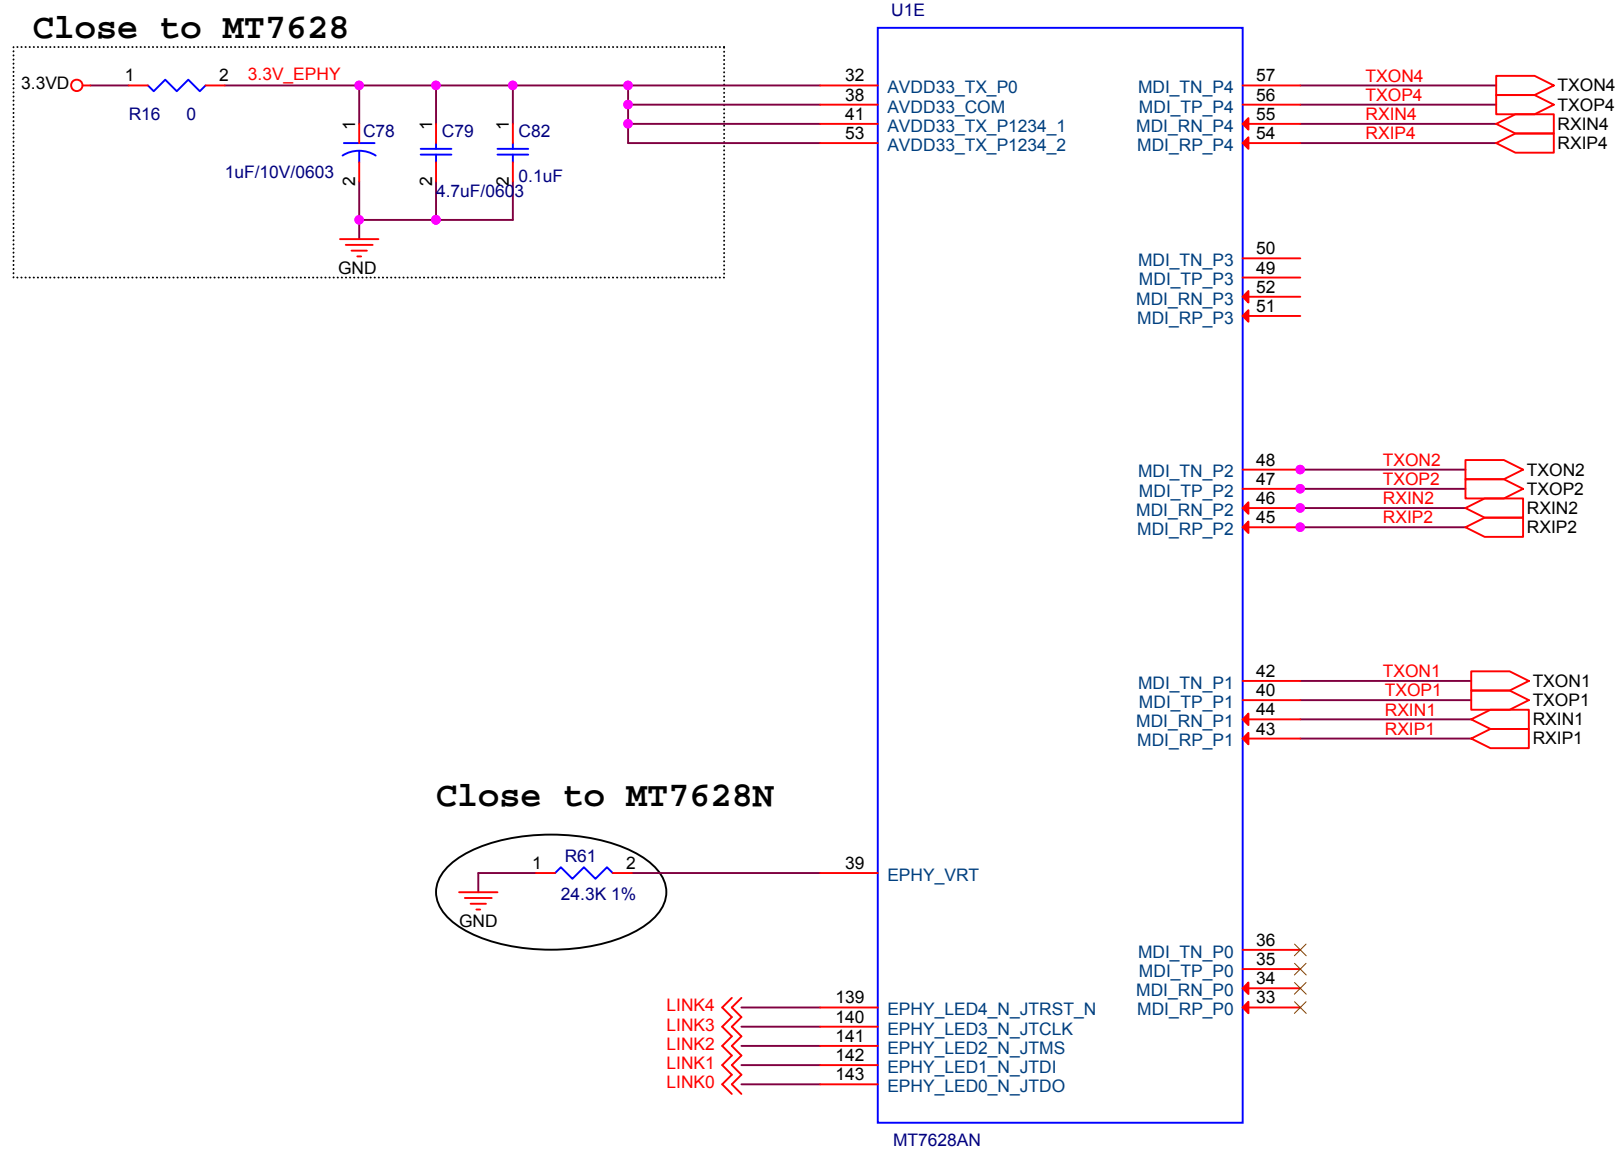 U1E
Close to MT7628
3.3VD
1
2
3.3V_EPHY
R16
0
1
C78
2
1uF/10V/0603
1
C79
2
4.7uF/0603
1
C82
2
0.1uF
GND
32
AVDD33_TX_P0
38
AVDD33_COM
41
AVDD33_TX_P1234_1
53
AVDD33_TX_P1234_2
MDI_TN_P4 57 TXON4 TXON4
MDI_TP_P4 56 TXOP4 TXOP4
MDI_RN_P4 55 RXIN4 RXIN4
MDI_RP_P4 54 RXIP4 RXIP4
MDI_TN_P3 50
MDI_TP_P3 49
MDI_RN_P3 52
MDI_RP_P3 51
MDI_TN_P2 48 TXON2 TXON2
MDI_TP_P2 47 TXOP2 TXOP2
MDI_RN_P2 46 RXIN2 RXIN2
MDI_RP_P2 45 RXIP2 RXIP2
MDI_TN_P1 42 TXON1 TXON1
MDI_TP_P1 40 TXOP1 TXOP1
MDI_RN_P1 44 RXIN1 RXIN1
MDI_RP_P1 43 RXIP1 RXIP1
Close to MT7628N
1
R61
2
24.3K 1%
GND
39
EPHY_VRT
MDI_TN_P0 36
MDI_TP_P0 35
MDI_RN_P0 34
MDI_RP_P0 33
LINK4 139 EPHY_LED4_N_JTRST_N
LINK3 140 EPHY_LED3_N_JTCLK
LINK2 141 EPHY_LED2_N_JTMS
LINK1 142 EPHY_LED1_N_JTDI
LINK0 143 EPHY_LED0_N_JTDO
MT7628AN